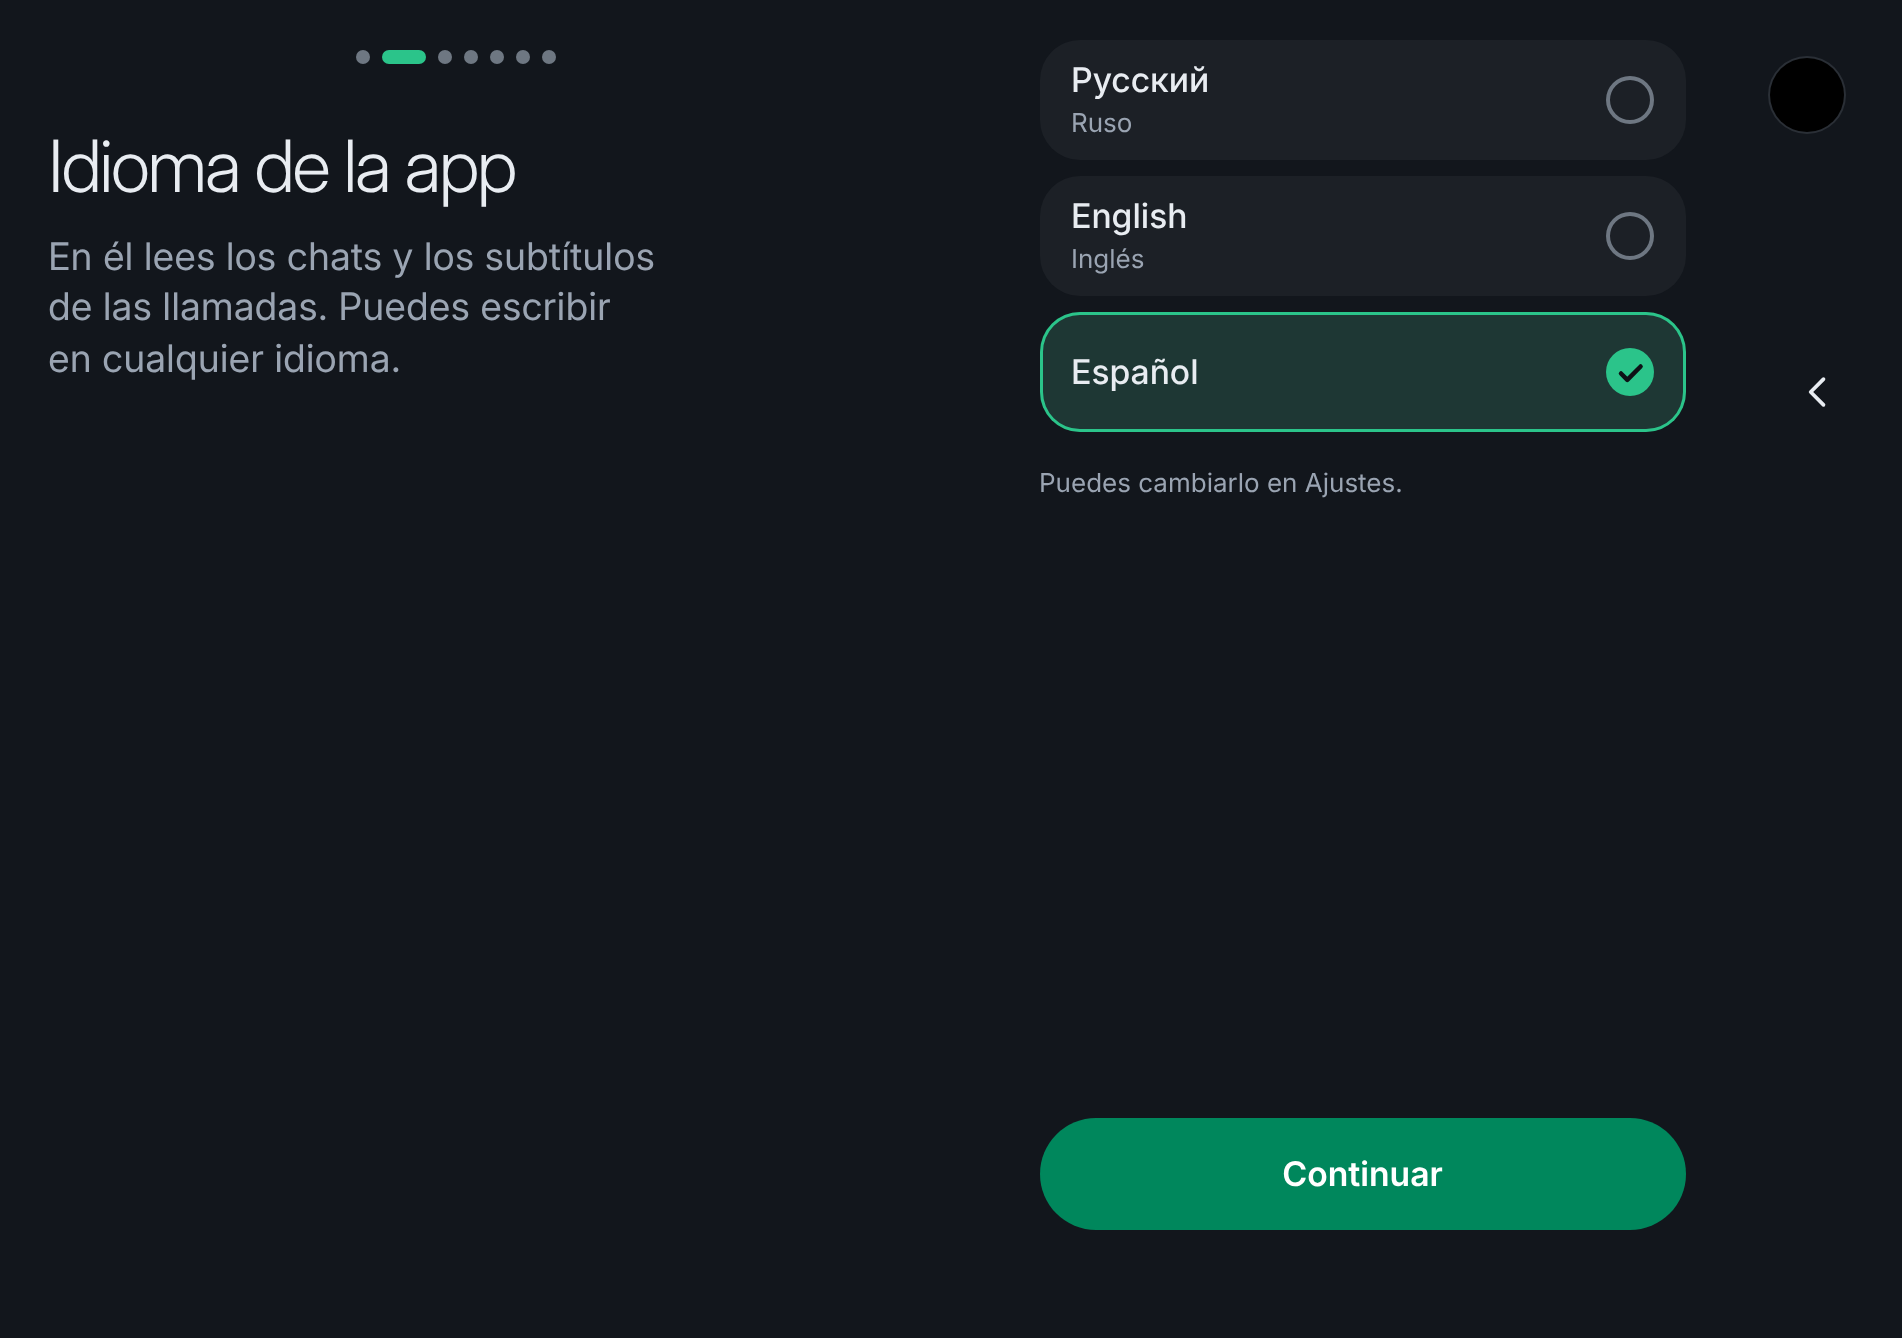 Idioma de la app
En él lees los chats y los subtítulos
de las llamadas. Puedes escribir
en cualquier idioma.
Русский
Ruso
English
Inglés
Español
Puedes cambiarlo en Ajustes.
Continuar